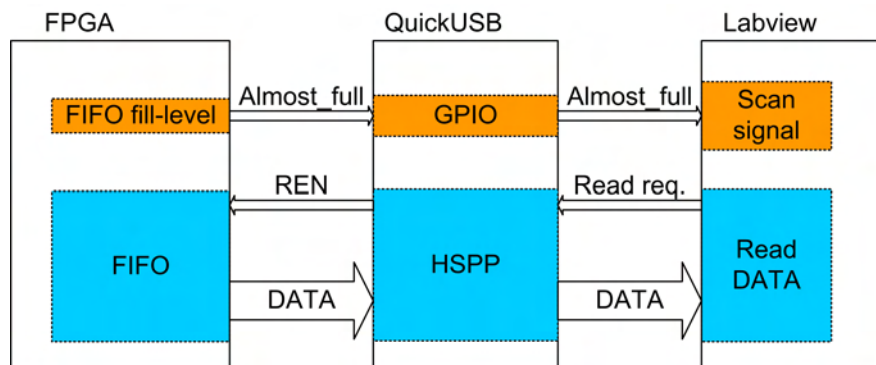 FPGA
QuickUSB
Labview
Almost_full
Almost_full
FIFO fill-level
GPIO
Scan
signal
REN
Read req.
FIFO
HSPP
Read
DATA
DATA
DATA